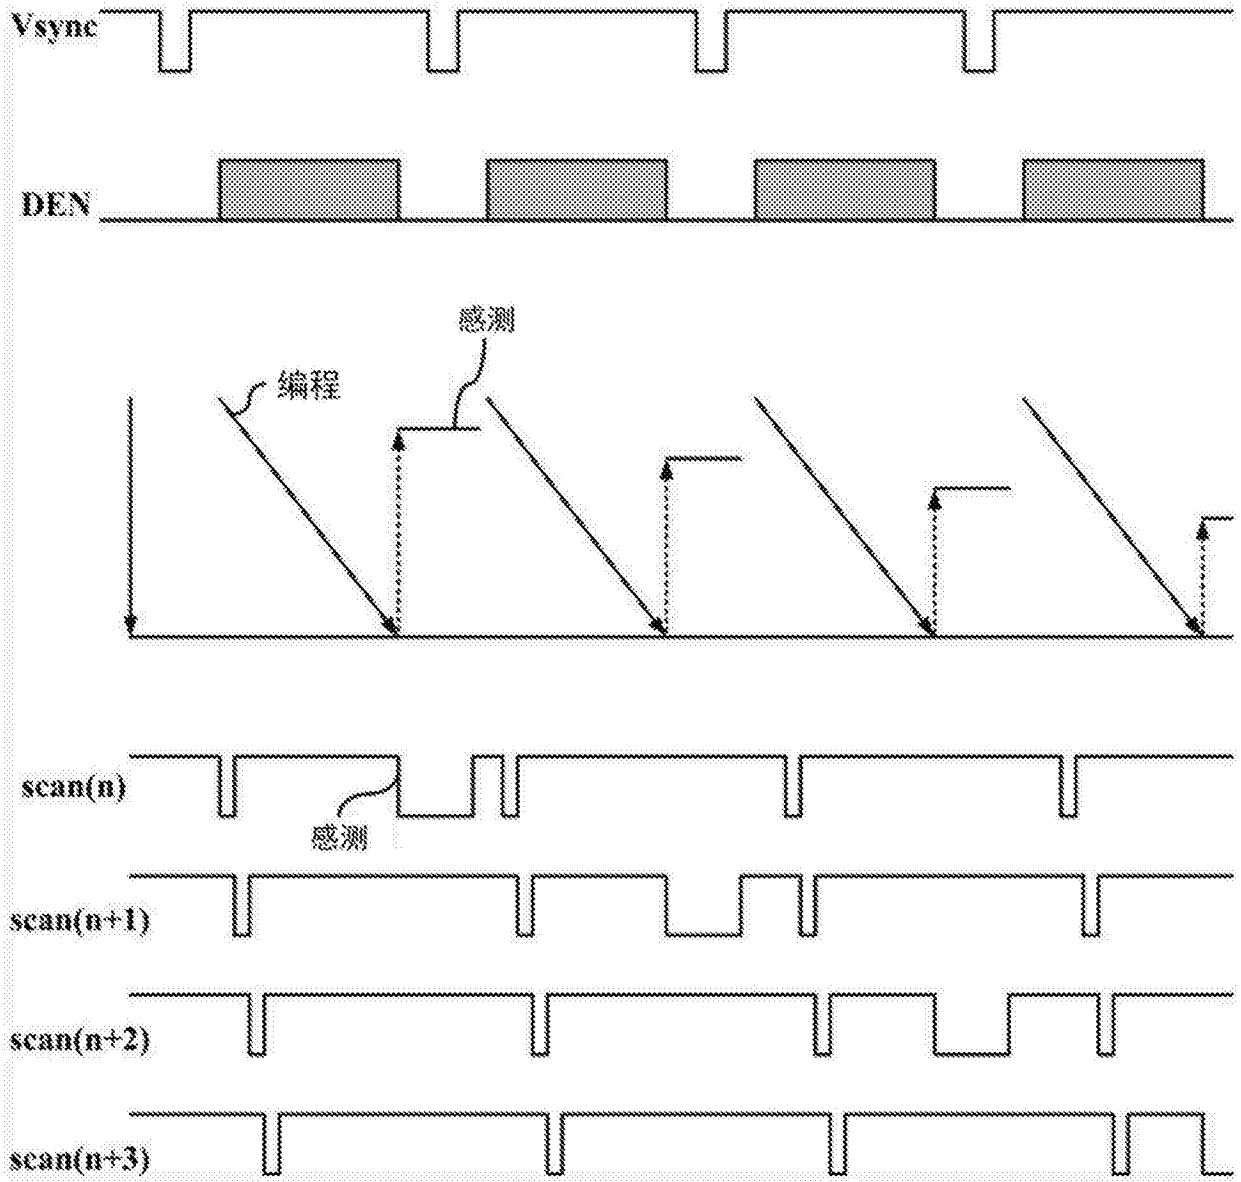 Vsync
DEN
感测
编程
scan(n)
感测
scan(n+1)
scan(n+2)
scan(n+3)